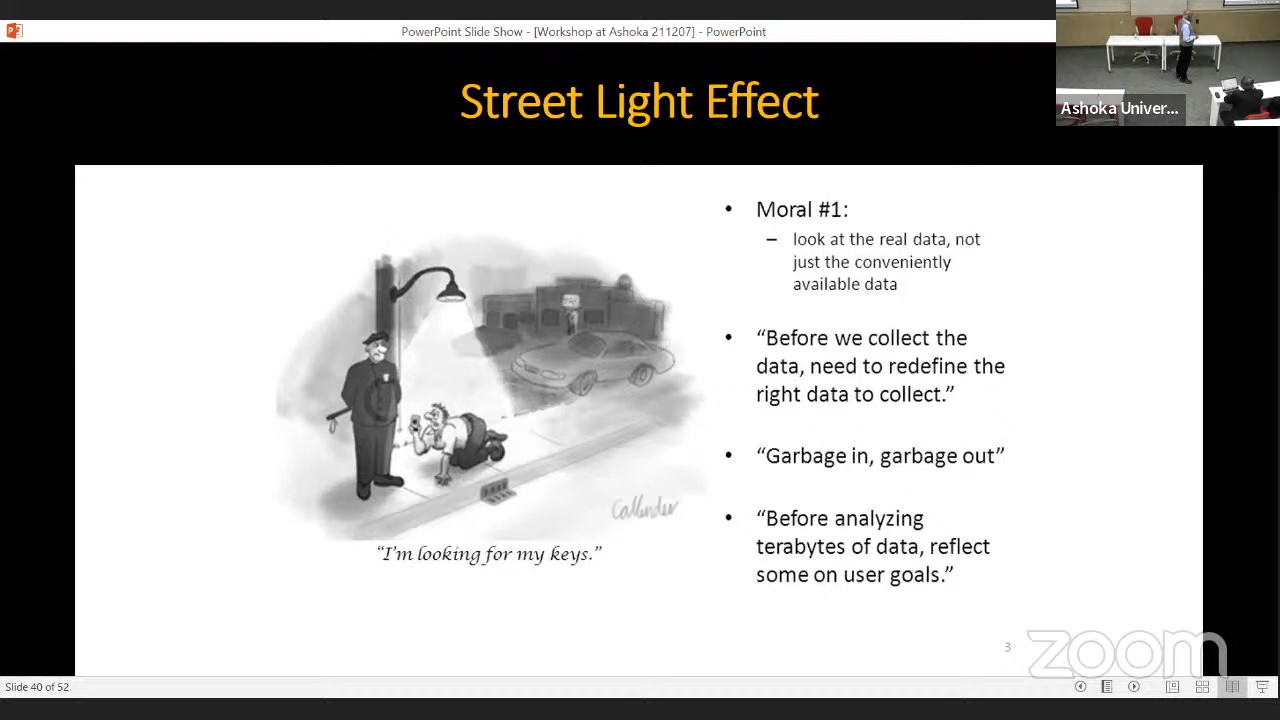 PowerPoint Slide Show - [Workshop at Ashoka 211207] - PowerPoint
Ashoka Univer...
Street Light Effect
• Moral #1:
– look at the real data, not
just the conveniently
available data
• “Before we collect the
data, need to redefine the
right data to collect.”
• “Garbage in, garbage out”
• “Before analyzing
terabytes of data, reflect
some on user goals.”
BAR
Callender
“I'm looking for my keys.”
3
zoom
Slide 40 of 52